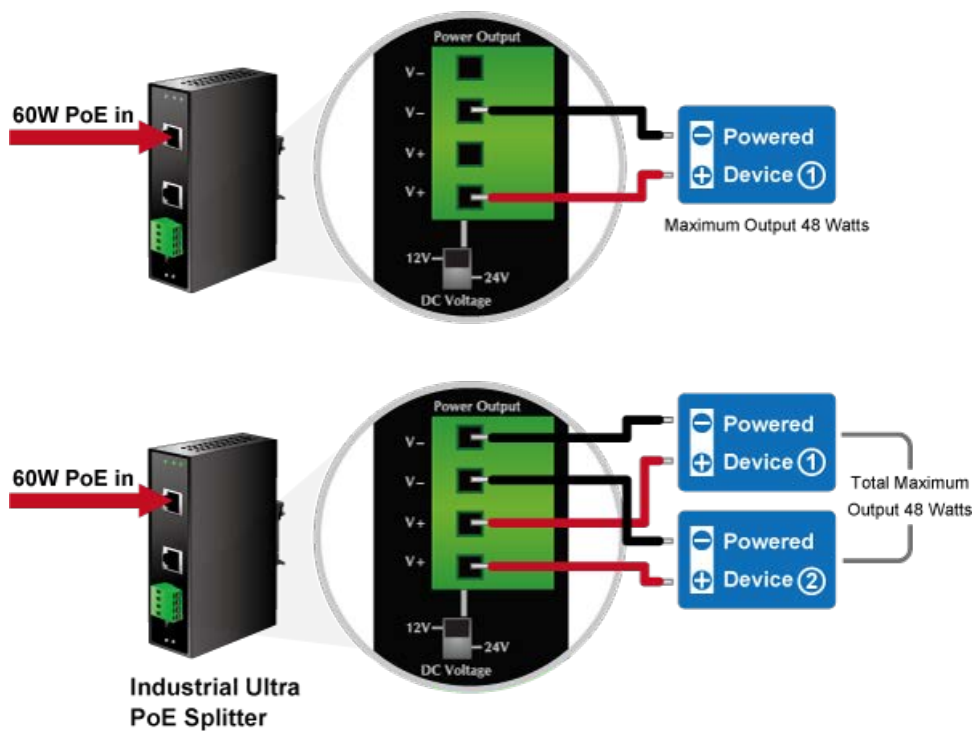 60W PoE in
Power Output
V−
V−
V+
V+
12V
24V
DC Voltage
− Powered
+ Device ①
Maximum Output 48 Watts
60W PoE in
Power Output
V−
V−
V+
V+
12V
24V
DC Voltage
− Powered
+ Device ①
− Powered
+ Device ②
Total Maximum
Output 48 Watts
Industrial Ultra
PoE Splitter